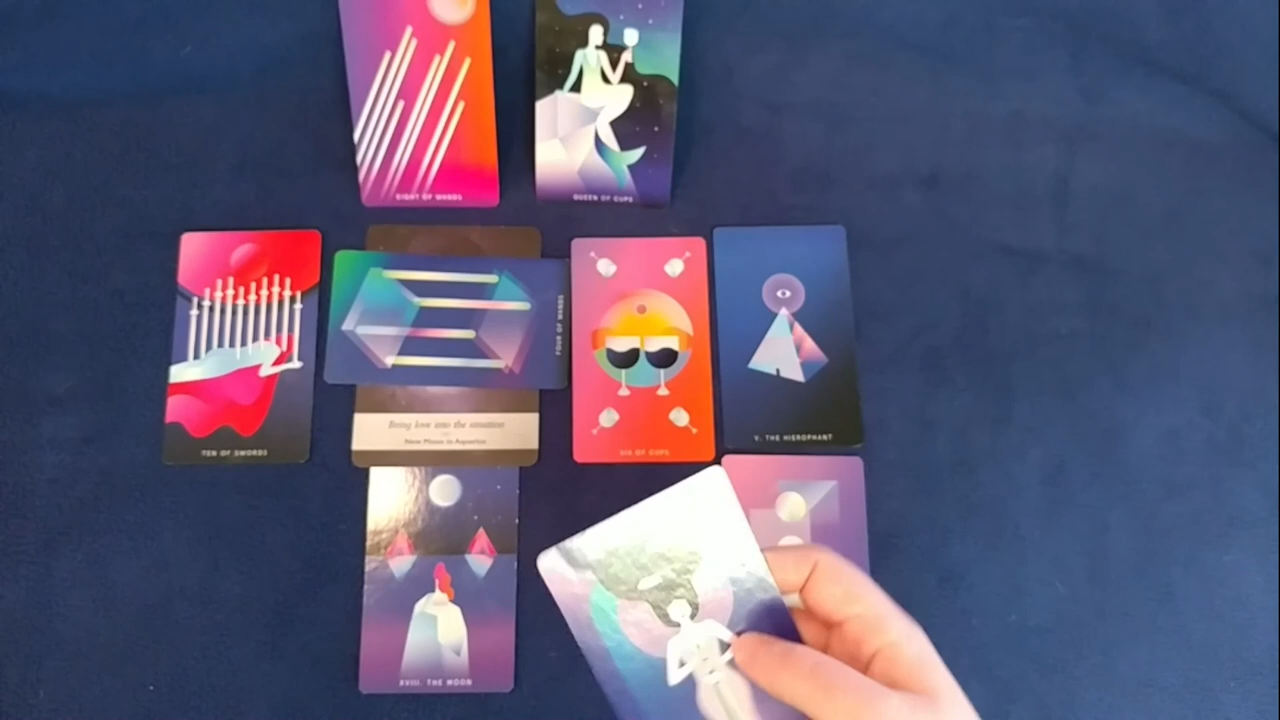 EIGHT OF WANDS
QUEEN OF CUPS
FOUR OF WANDS
Bring love into the situation
New Moon in Aquarius
TEN OF SWORDS
SIX OF CUPS
V. THE HIEROPHANT
XVIII. THE MOON